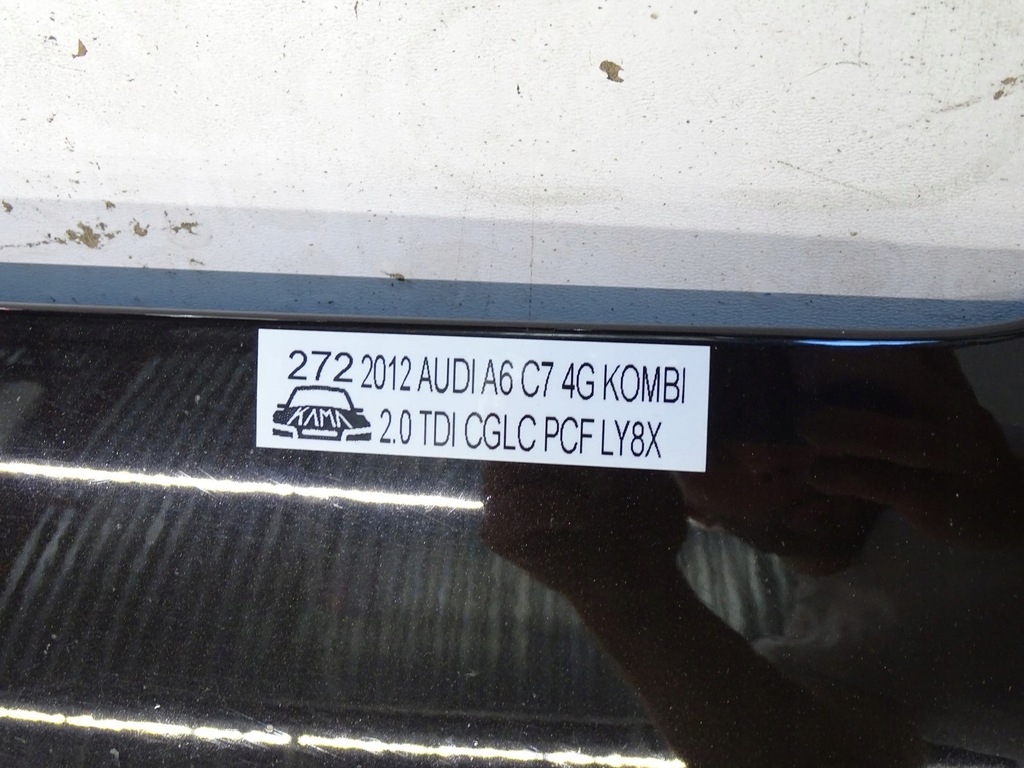 272 2012 AUDI A6 C7 4G KOMBI
KAMA 2.0 TDI CGLC PCF LY8X